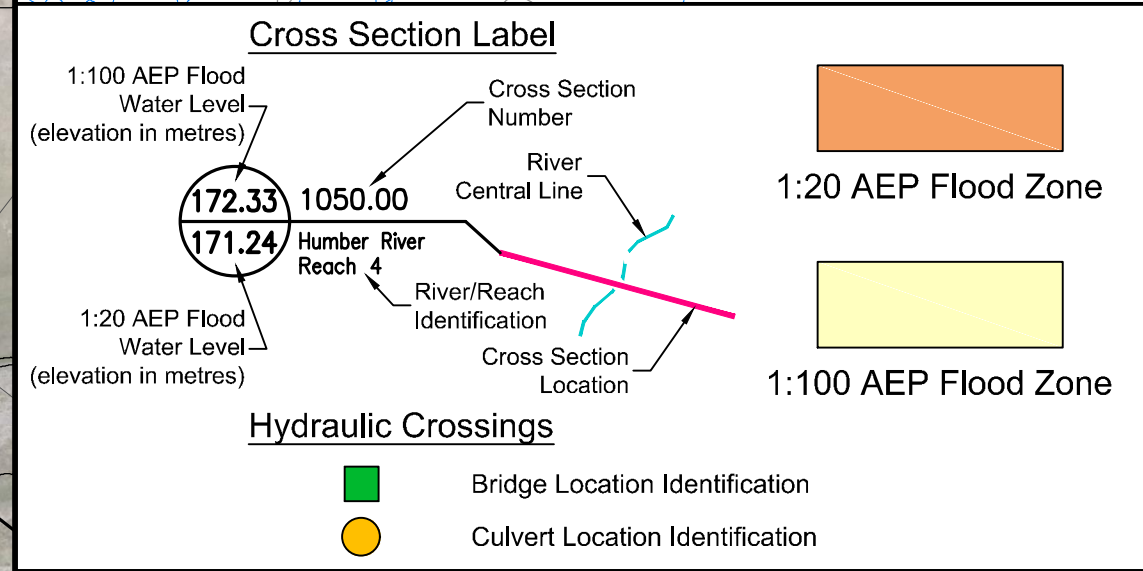 Cross Section Label
1:100 AEP Flood
Water Level
(elevation in metres)
Cross Section
Number
River
Central Line
172.33
1050.00
171.24
Humber River
Reach 4
River/Reach
Identification
1:20 AEP Flood
Water Level
(elevation in metres)
Cross Section
Location
1:20 AEP Flood Zone
1:100 AEP Flood Zone
Hydraulic Crossings
Bridge Location Identification
Culvert Location Identification